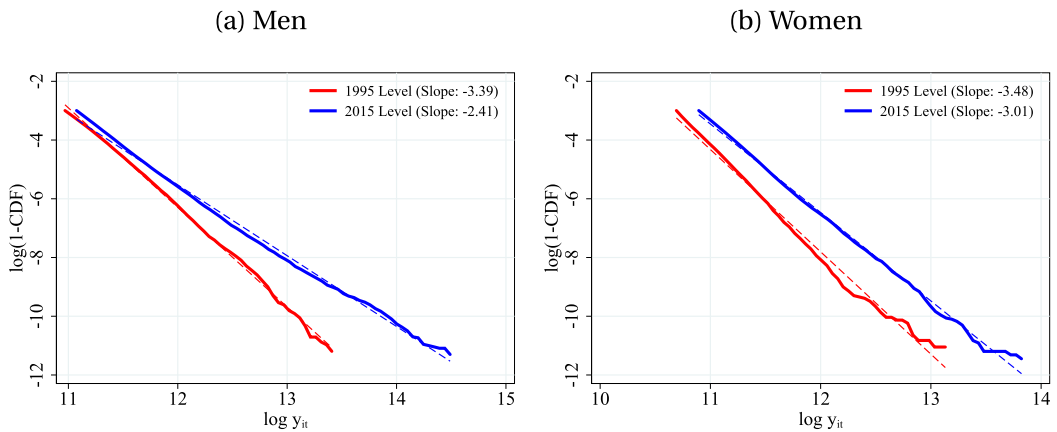 (a) Men
1995 Level (Slope: -3.39)
2015 Level (Slope: -2.41)
log(1-CDF)
-2
-4
-6
-8
-10
-12
11 12 13 14 15
log yit
(b) Women
1995 Level (Slope: -3.48)
2015 Level (Slope: -3.01)
log(1-CDF)
-2
-4
-6
-8
-10
-12
10 11 12 13 14
log yit